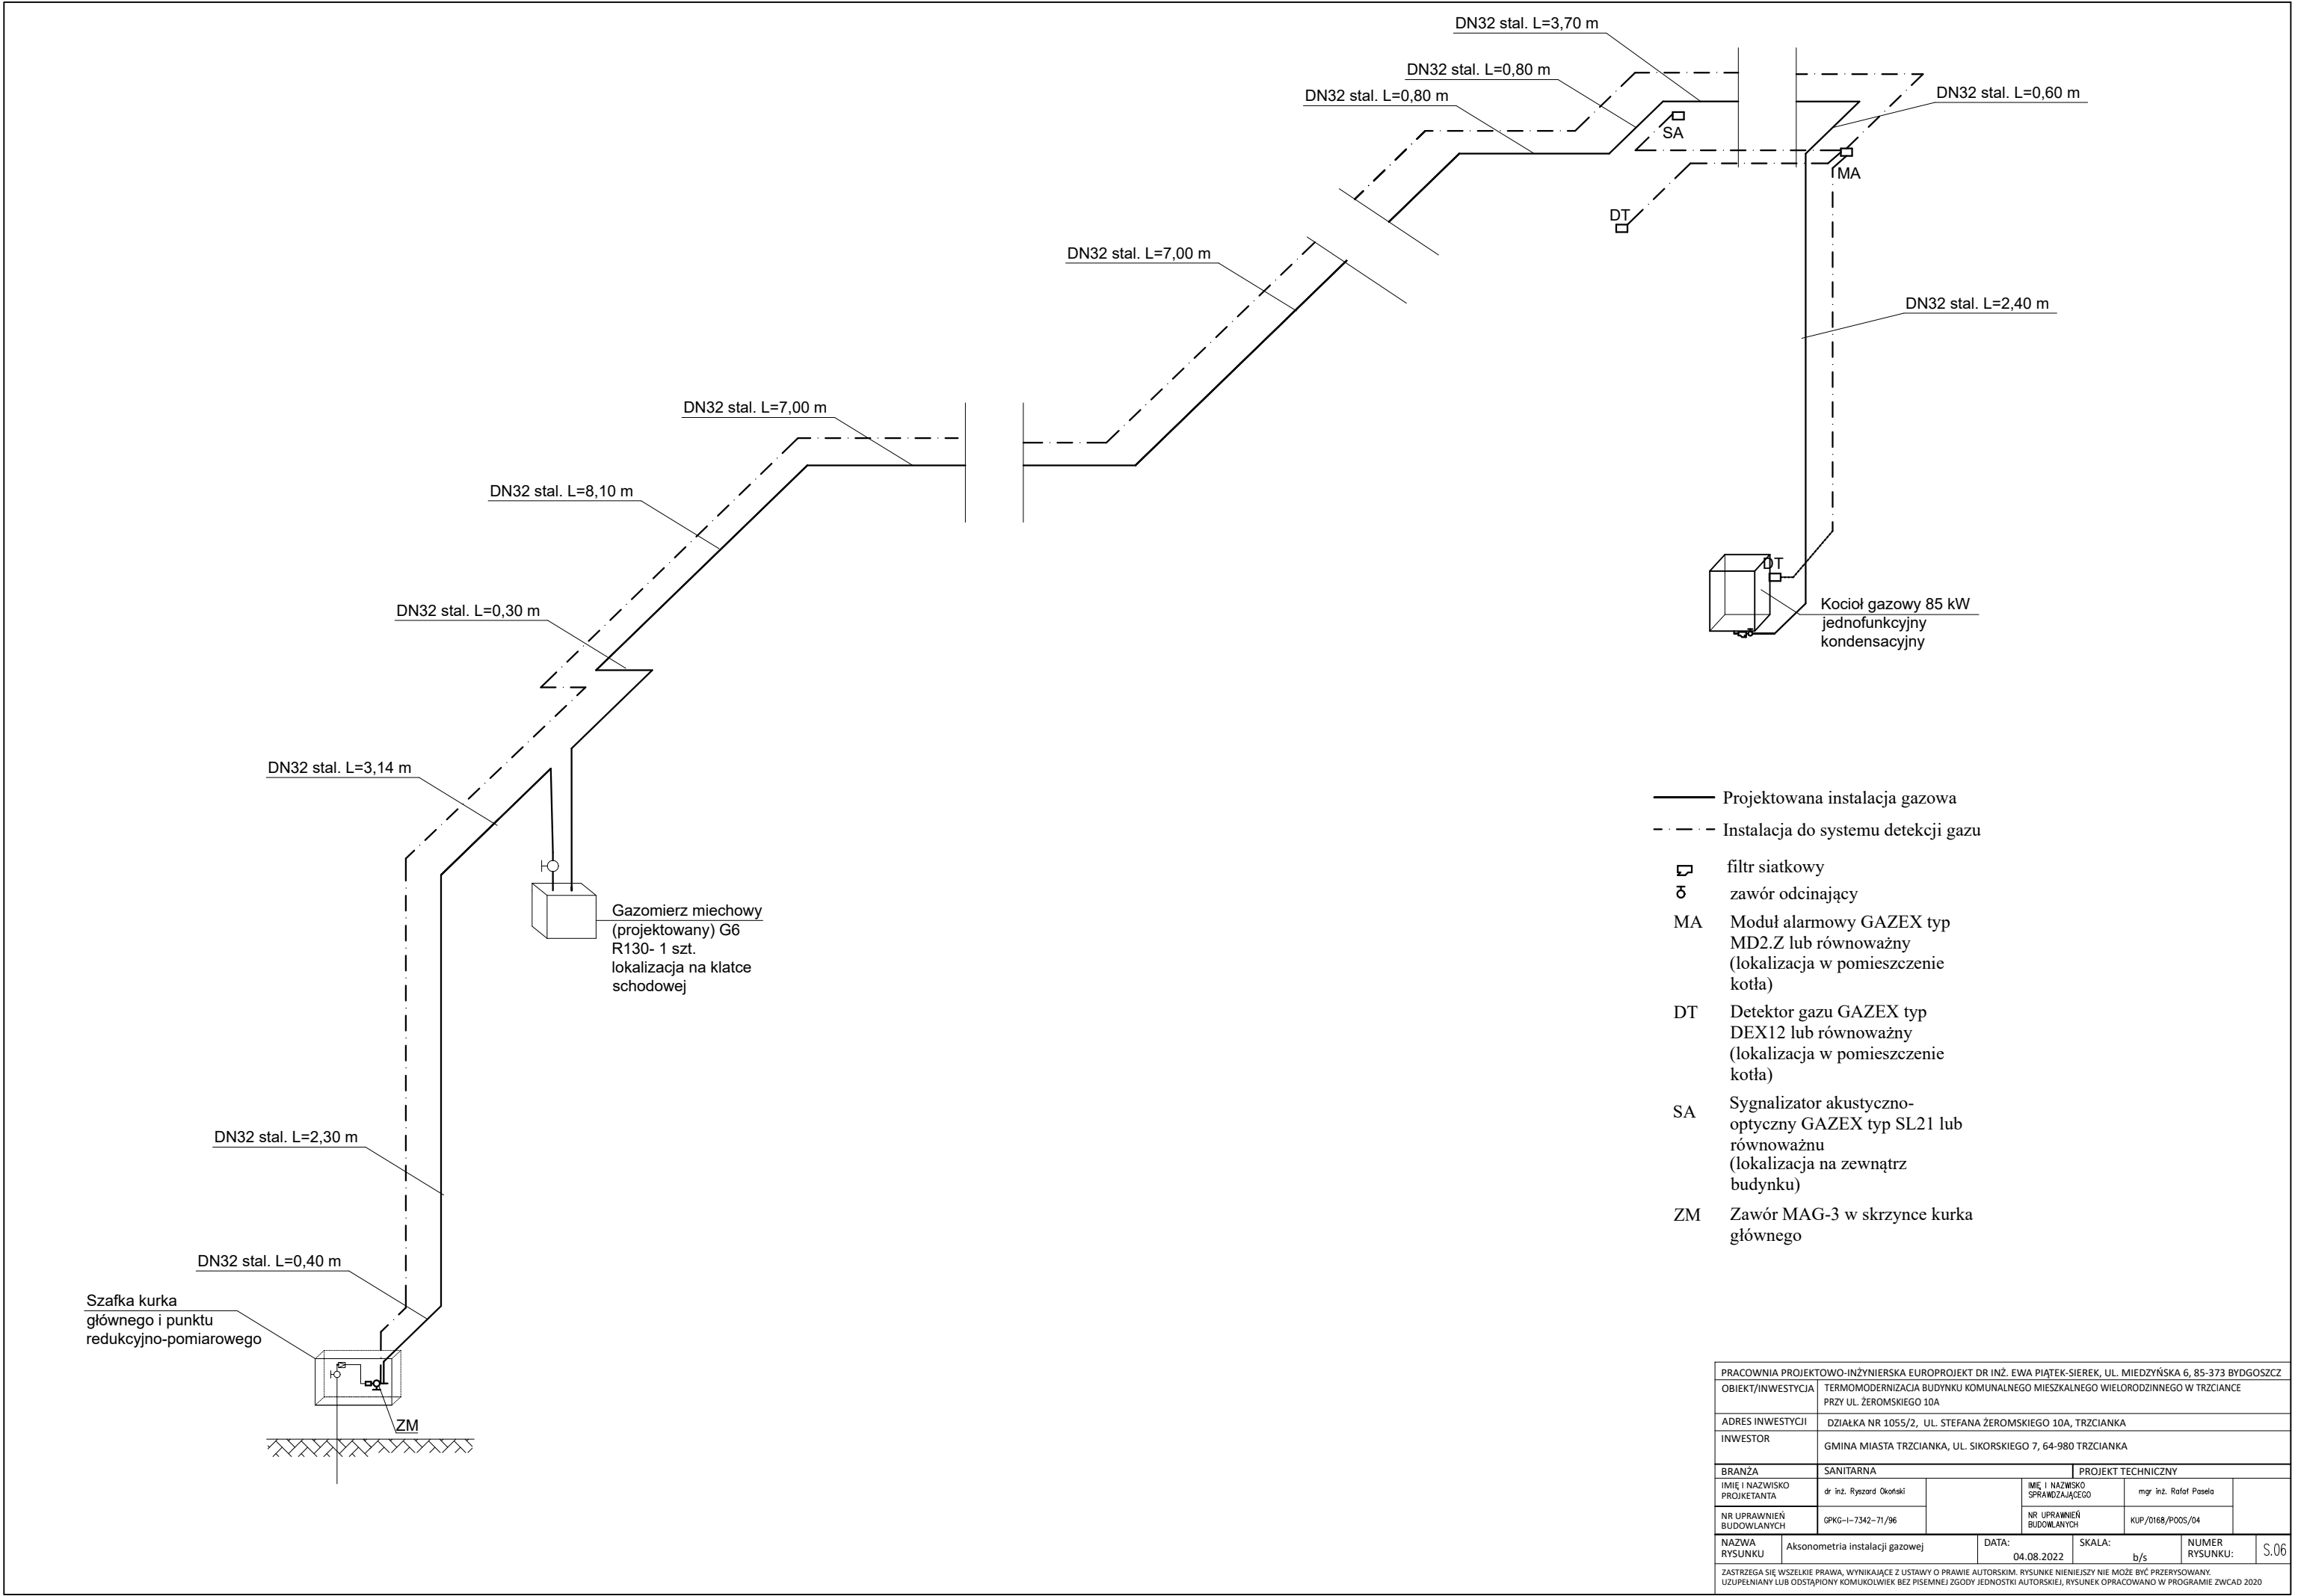 DN32 stal. L=3,70 m
DN32 stal. L=0,80 m
DN32 stal. L=0,80 m
DN32 stal. L=0,60 m
SA
MA
DT
DN32 stal. L=7,00 m
DN32 stal. L=2,40 m
DN32 stal. L=7,00 m
DN32 stal. L=8,10 m
DT
Kocioł gazowy 85 kW
jednofunkcyjny
kondensacyjny
DN32 stal. L=0,30 m
DN32 stal. L=3,14 m
Gazomierz miechowy
(projektowany) G6
R130- 1 szt.
lokalizacja na klatce
schodowej
DN32 stal. L=2,30 m
DN32 stal. L=0,40 m
Szafka kurka
głównego i punktu
redukcyjno-pomiarowego
ZM
Projektowana instalacja gazowa
Instalacja do systemu detekcji gazu
filtr siatkowy
zawór odcinający
MA Moduł alarmowy GAZEX typ
MD2.Z lub równoważny
(lokalizacja w pomieszczenie
kotła)
DT Detektor gazu GAZEX typ
DEX12 lub równoważny
(lokalizacja w pomieszczenie
kotła)
SA Sygnalizator akustyczno-
optyczny GAZEX typ SL21 lub
równoważnu
(lokalizacja na zewnątrz
budynku)
ZM Zawór MAG-3 w skrzynce kurka
głównego
PRACOWNIA PROJEKTOWO-INŻYNIERSKA EUROPROJEKT DR INŻ. EWA PIĄTEK-SIEREK, UL. MIEDZYŃSKA 6, 85-373 BYDGOSZCZ
OBIEKT/INWESTYCJA TERMOMODERNIZACJA BUDYNKU KOMUNALNEGO MIESZKALNEGO WIELORODZINNEGO W TRZCIANCE
PRZY UL. ŻEROMSKIEGO 10A
ADRES INWESTYCJI DZIAŁKA NR 1055/2, UL. STEFANA ŻEROMSKIEGO 10A, TRZCIANKA
INWESTOR GMINA MIASTA TRZCIANKA, UL. SIKORSKIEGO 7, 64-980 TRZCIANKA
BRANŻA SANITARNA PROJEKT TECHNICZNY
IMIĘ I NAZWISKO
PROJKETANTA
dr inż. Ryszard Okoński
IMIĘ I NAZWISKO
SPRAWDZAJĄCEGO
mgr inż. Rafał Pasela
NR UPRAWNIEŃ
BUDOWLANYCH
GPKG-I-7342-71/96
NR UPRAWNIEŃ
BUDOWLANYCH
KUP/0168/POOS/04
NAZWA
RYSUNKU
Aksonometria instalacji gazowej
DATA:
04.08.2022
SKALA:
b/s
NUMER
RYSUNKU:
S.06
ZASTRZEGA SIĘ WSZELKIE PRAWA, WYNIKAJĄCE Z USTAWY O PRAWIE AUTORSKIM. RYSUNKE NIENIEJSZY NIE MOŻE BYĆ PRZERYSOWANY.
UZUPEŁNIANY LUB ODSTĄPIONY KOMUKOLWIEK BEZ PISEMNEJ ZGODY JEDNOSTKI AUTORSKIEJ, RYSUNEK OPRACOWANO W PROGRAMIE ZWCAD 2020